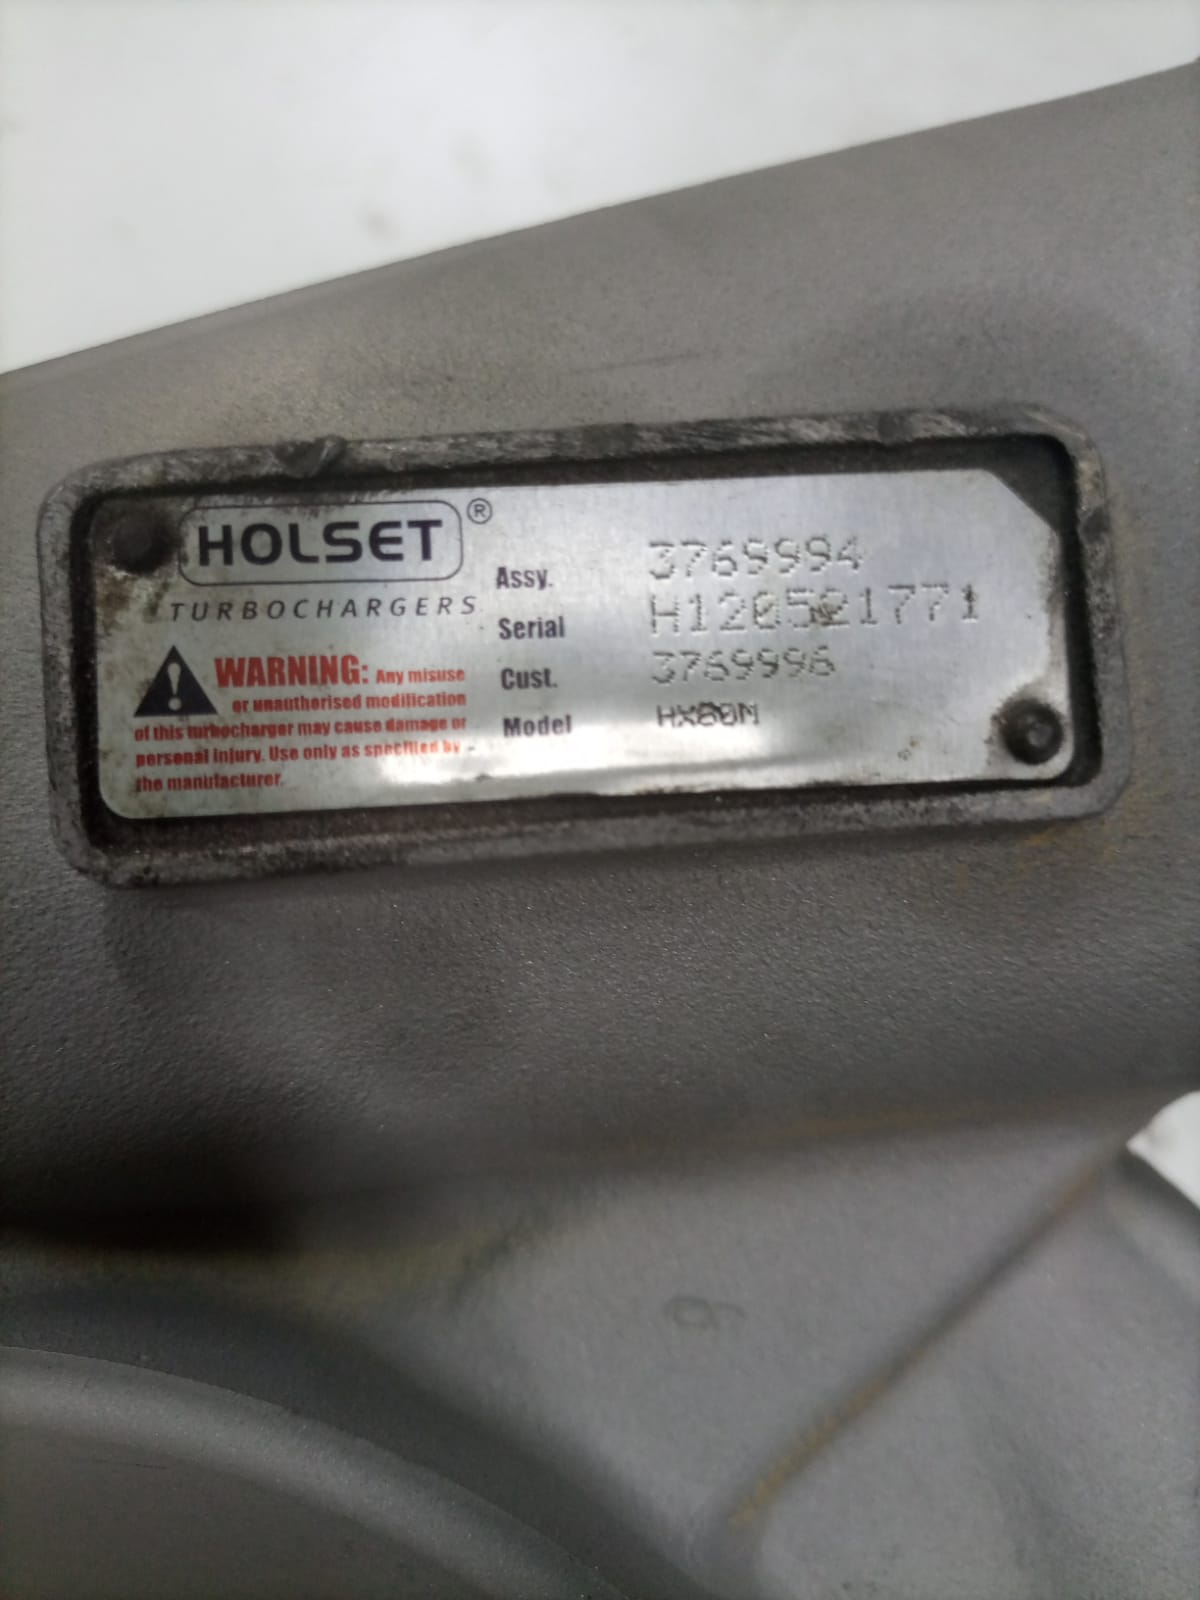 HOLSET®
TURBOCHARGERS
WARNING: Any misuse
or unauthorised modification
of this turbocharger may cause damage or
personal injury. Use only as specified by
the manufacturer.
Assy. 3769994
Serial H120521771
Cust. 3769996
Model HX80M